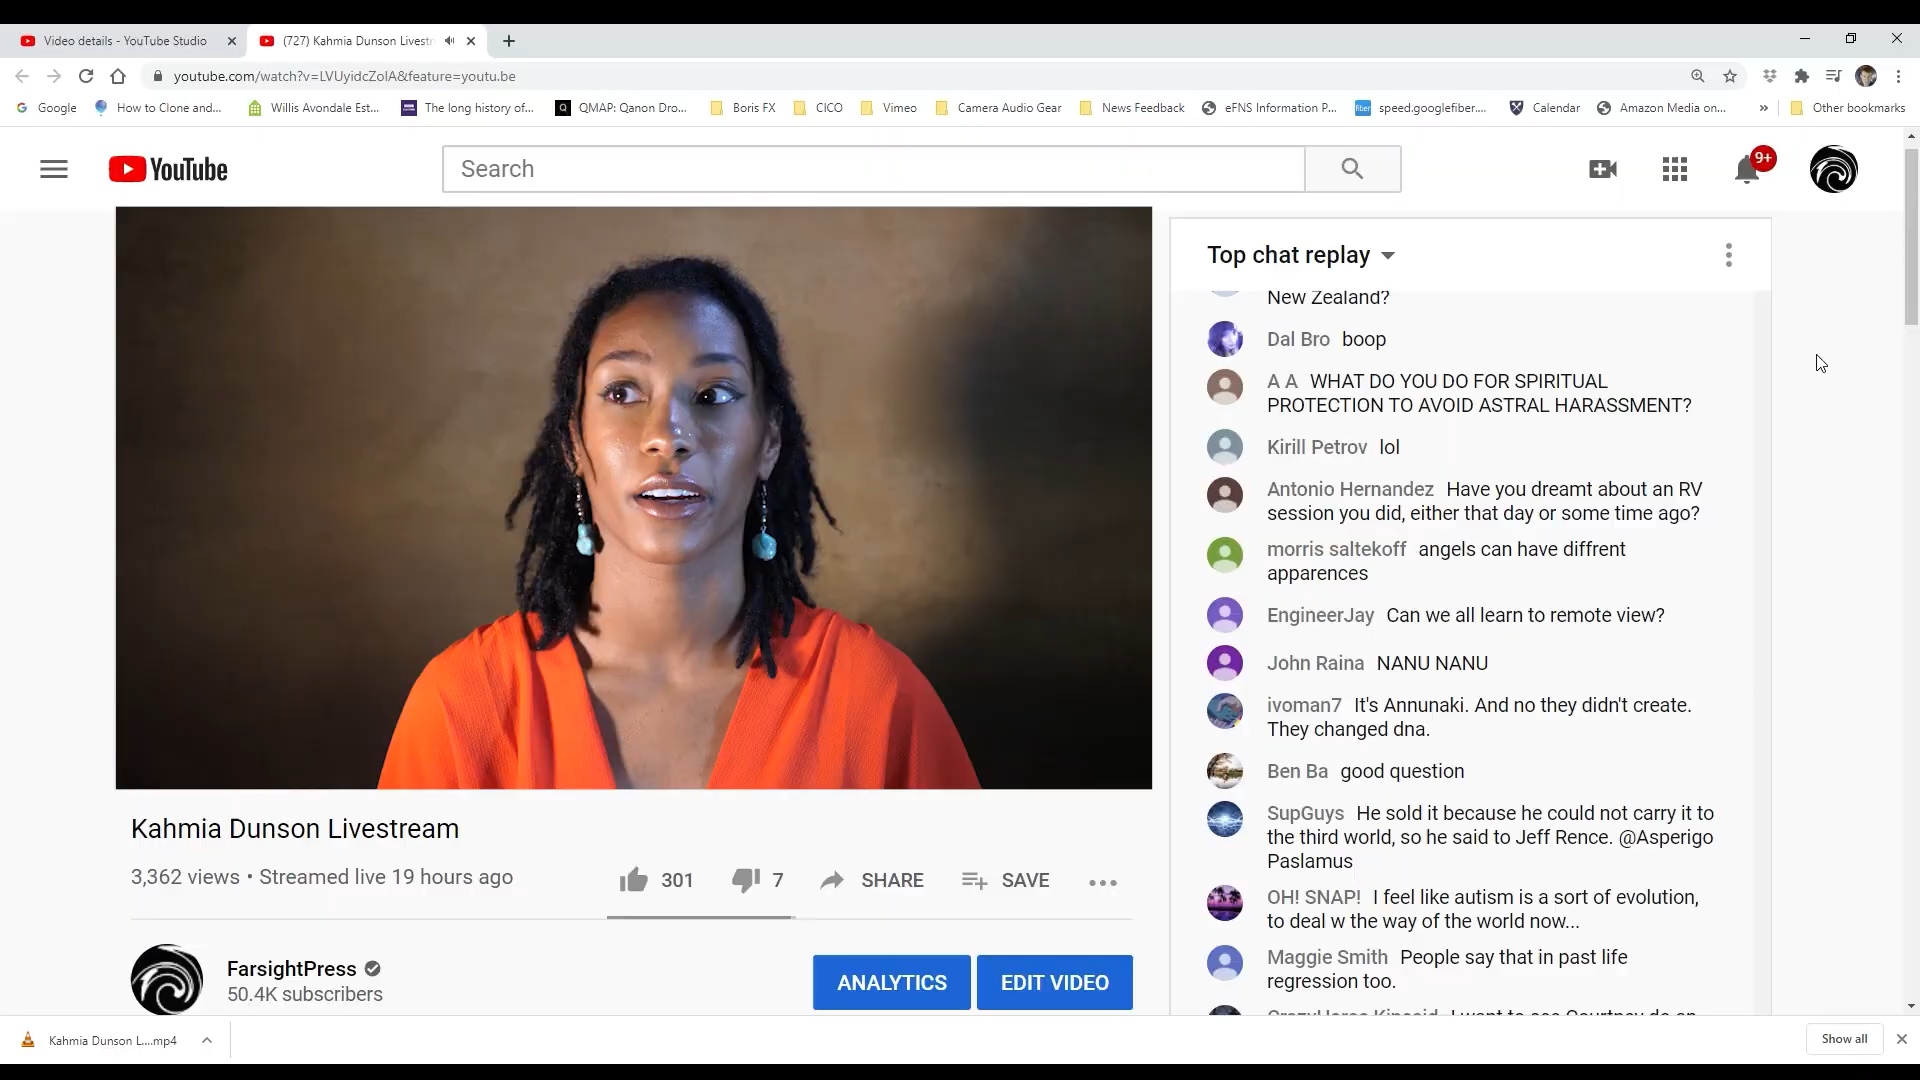 Video details - YouTube Studio
(727) Kahmia Dunson Livestr
youtube.com/watch?v=LVUyidcZolA&feature=youtu.be
Google
How to Clone and...
Willis Avondale Est...
The long history of...
QMAP: Qanon Dro...
Boris FX
CICO
Vimeo
Camera Audio Gear
News Feedback
eFNS Information P...
speed.googlefiber....
Calendar
Amazon Media on...
»
Other bookmarks
YouTube
Search
9+
Top chat replay
New Zealand?
Dal Bro boop
A A WHAT DO YOU DO FOR SPIRITUAL
PROTECTION TO AVOID ASTRAL HARASSMENT?
Kirill Petrov lol
Antonio Hernandez Have you dreamt about an RV
session you did, either that day or some time ago?
morris saltekoff angels can have diffrent
apparences
EngineerJay Can we all learn to remote view?
John Raina NANU NANU
ivoman7 It's Annunaki. And no they didn't create.
They changed dna.
Ben Ba good question
SupGuys He sold it because he could not carry it to
the third world, so he said to Jeff Rence. @Asperigo
Paslamus
OH! SNAP! I feel like autism is a sort of evolution,
to deal w the way of the world now...
Maggie Smith People say that in past life
regression too.
Kahmia Dunson Livestream
3,362 views • Streamed live 19 hours ago
301
7
SHARE
SAVE
FarsightPress
50.4K subscribers
ANALYTICS
EDIT VIDEO
Kahmia Dunson L....mp4
Show all